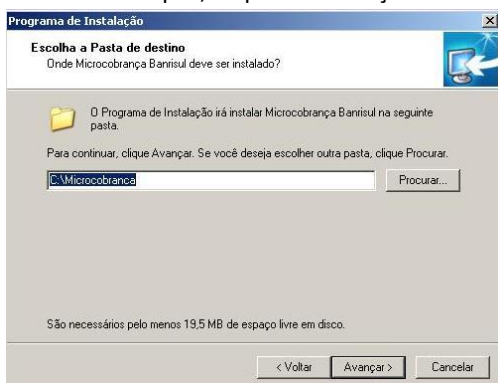 Programa de Instalação
Escolha a Pasta de destino
Onde Microcobrança Banrisul deve ser instalado?
O Programa de Instalação irá instalar Microcobrança Banrisul na seguinte
pasta.
Para continuar, clique Avançar. Se você deseja escolher outra pasta, clique Procurar.
C:\Microcobranca
Procurar...
São necessários pelo menos 19,5 MB de espaço livre em disco.
< Voltar
Avançar >
Cancelar